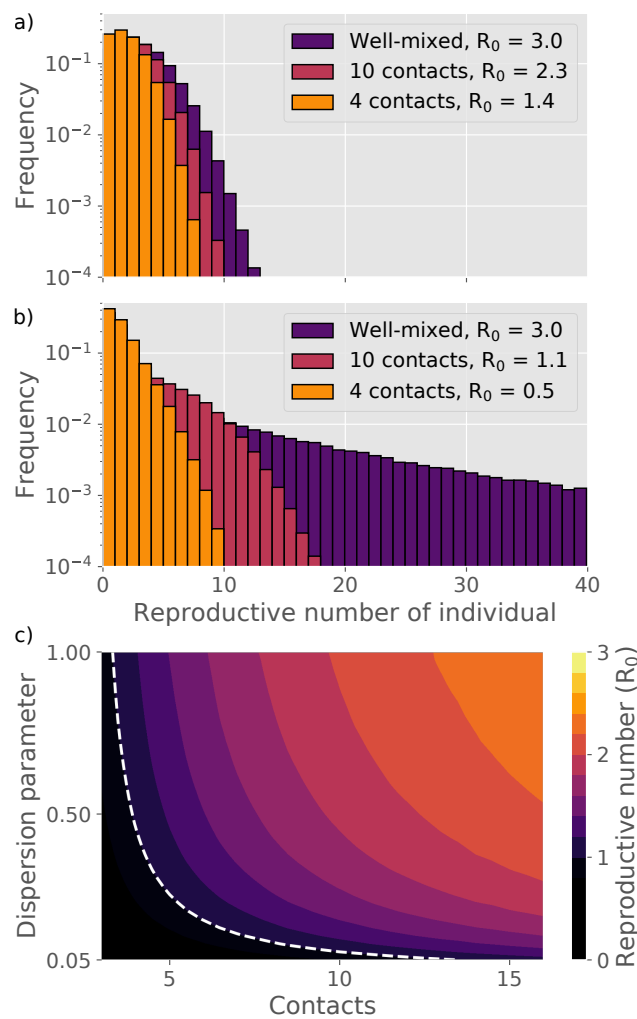 a)
Frequency
10⁻¹
10⁻²
10⁻³
10⁻⁴
Well-mixed, R₀ = 3.0
10 contacts, R₀ = 2.3
4 contacts, R₀ = 1.4
b)
Frequency
10⁻¹
10⁻²
10⁻³
10⁻⁴
Well-mixed, R₀ = 3.0
10 contacts, R₀ = 1.1
4 contacts, R₀ = 0.5
0 10 20 30 40
Reproductive number of individual
c)
Dispersion parameter
1.00
0.50
0.05
5 10 15
Contacts
3
2
1
0
Reproductive number (R₀)